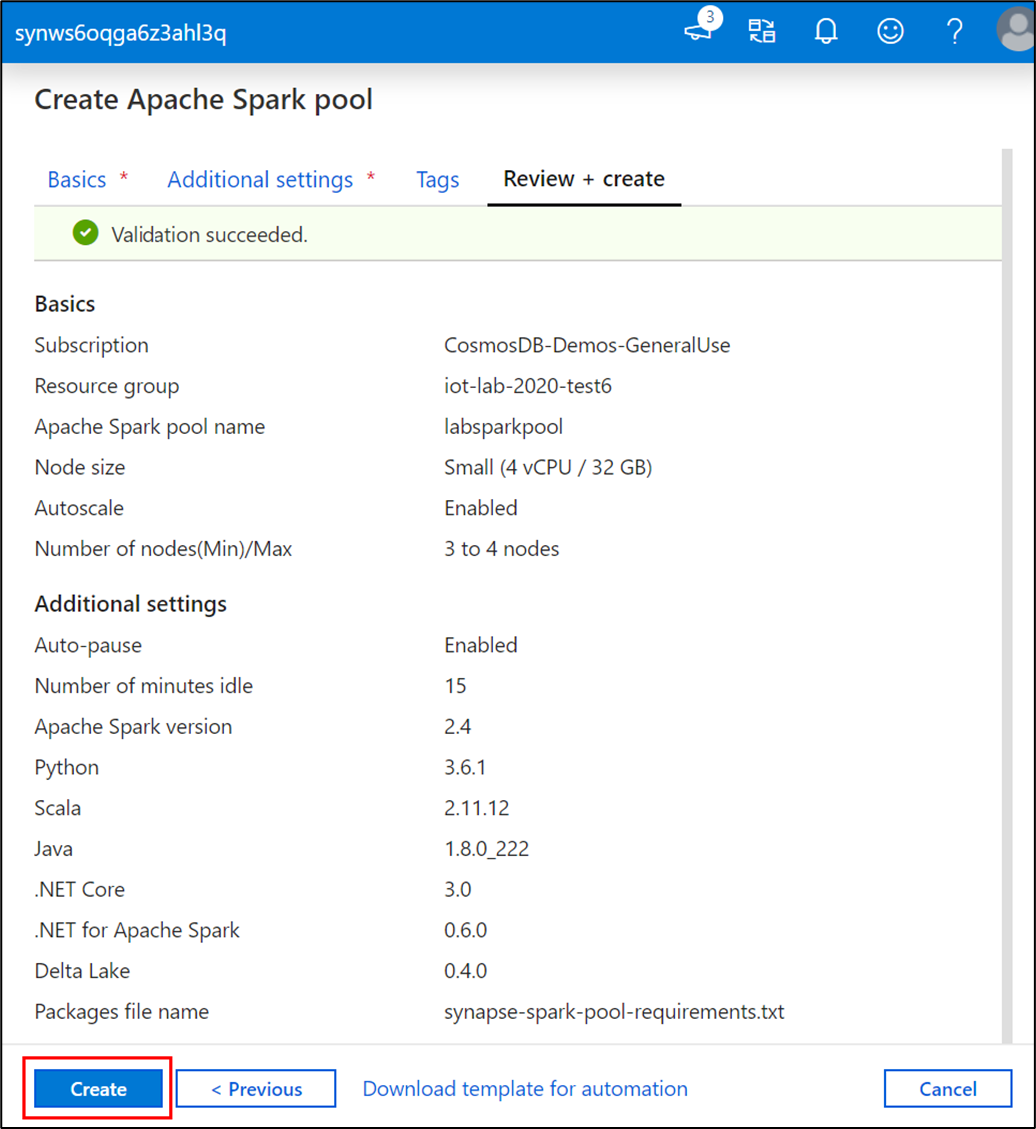 synws6oqga6z3ahl3q 3 ?
Create Apache Spark pool
Basics * Additional settings * Tags Review + create
Validation succeeded.
Basics
Subscription CosmosDB-Demos-GeneralUse
Resource group iot-lab-2020-test6
Apache Spark pool name labsparkpool
Node size Small (4 vCPU / 32 GB)
Autoscale Enabled
Number of nodes(Min)/Max 3 to 4 nodes
Additional settings
Auto-pause Enabled
Number of minutes idle 15
Apache Spark version 2.4
Python 3.6.1
Scala 2.11.12
Java 1.8.0_222
.NET Core 3.0
.NET for Apache Spark 0.6.0
Delta Lake 0.4.0
Packages file name synapse-spark-pool-requirements.txt
Create < Previous Download template for automation Cancel